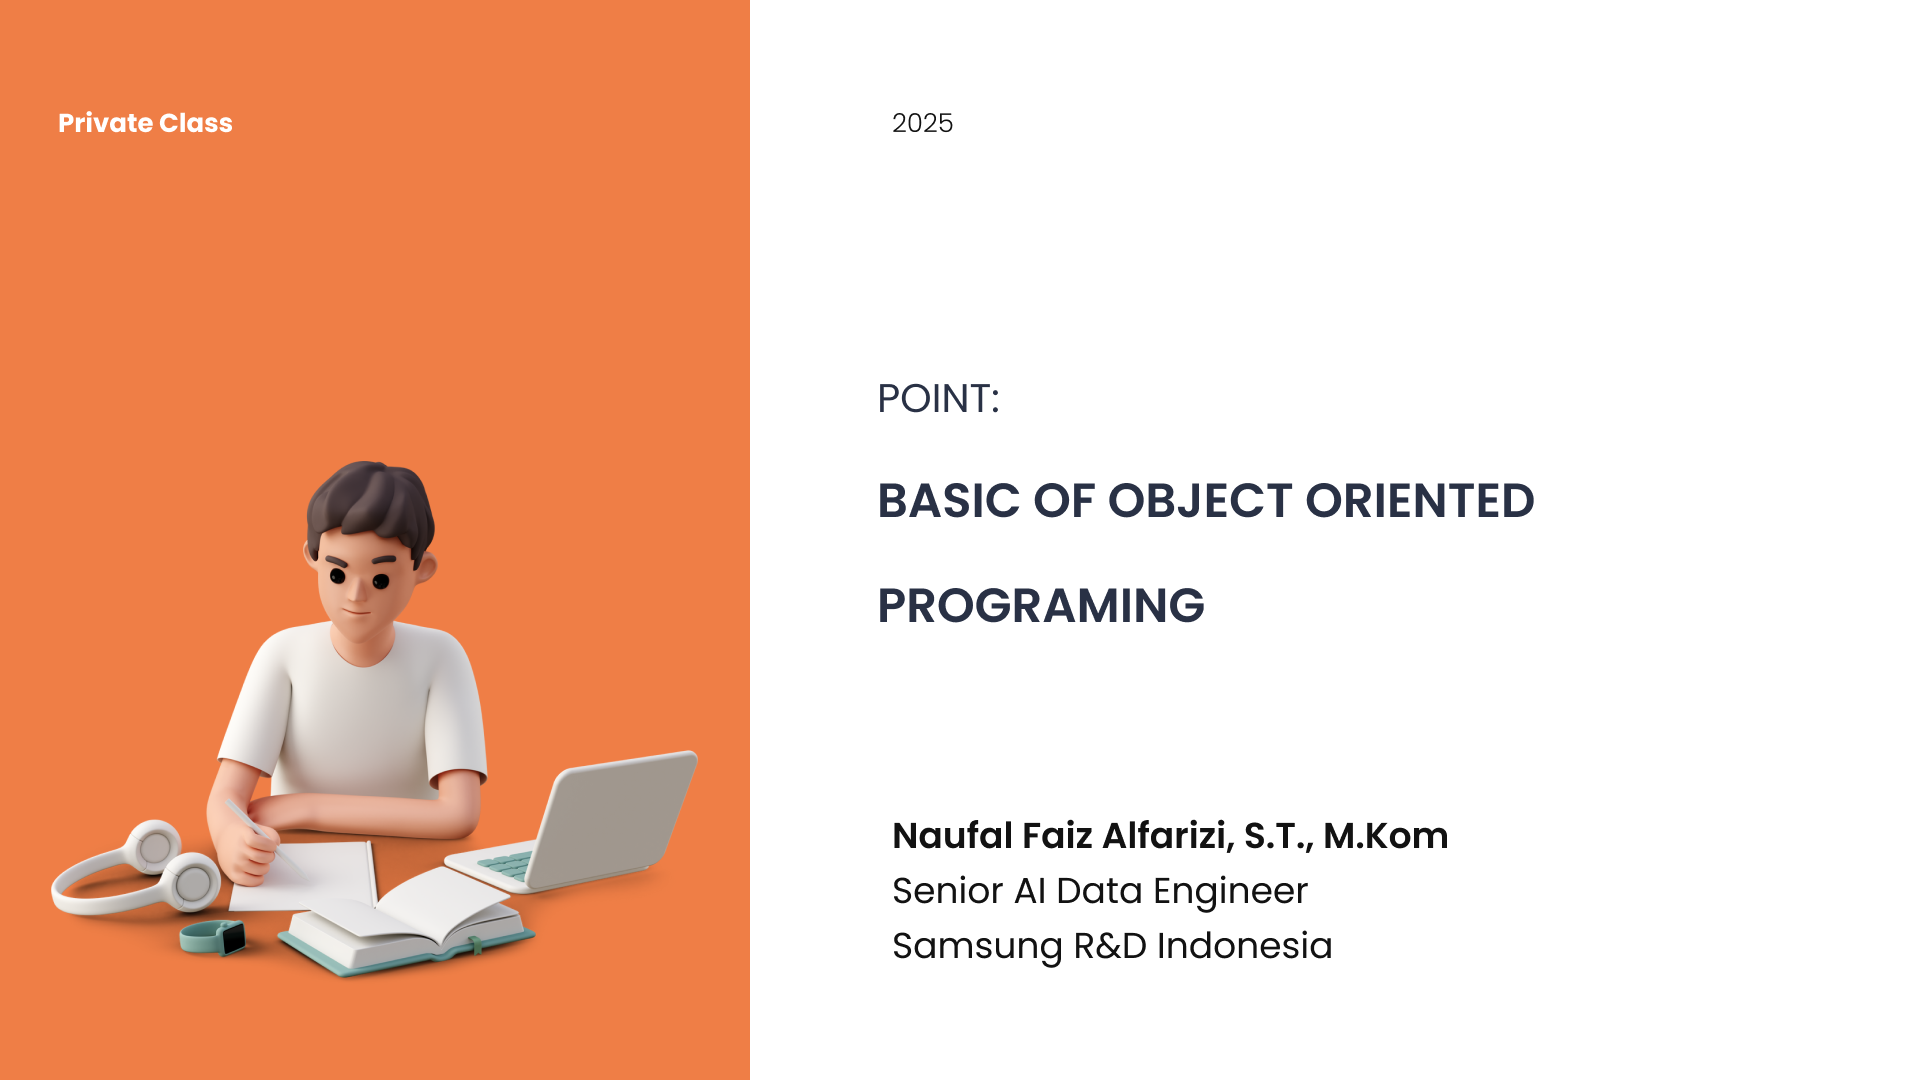 Private Class
2025
POINT:
BASIC OF OBJECT ORIENTED
PROGRAMING
Naufal Faiz Alfarizi, S.T., M.Kom
Senior AI Data Engineer
Samsung R&D Indonesia